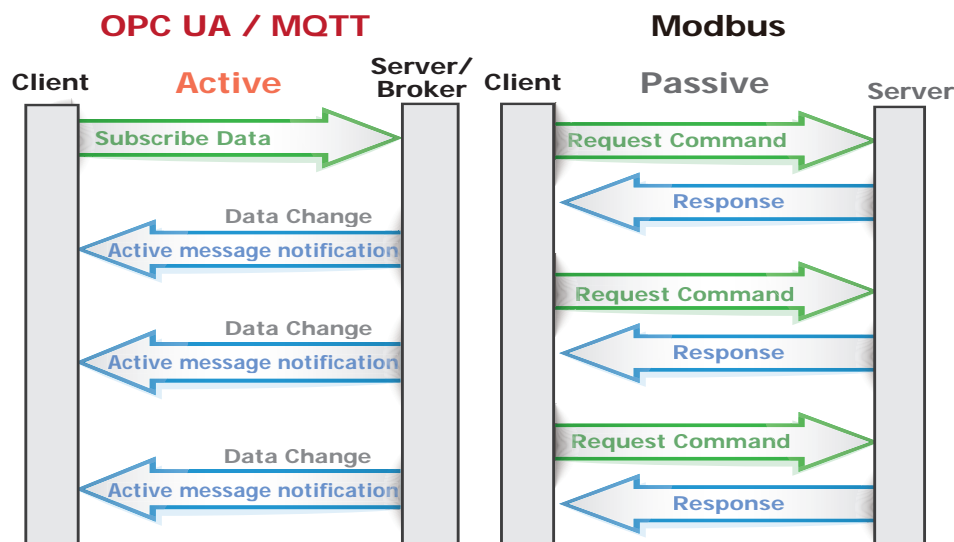 OPC UA / MQTT
Client
Active
Server/
Broker
Subscribe Data
Data Change
Active message notification
Data Change
Active message notification
Data Change
Active message notification
Modbus
Client
Passive
Server
Request Command
Response
Request Command
Response
Request Command
Response